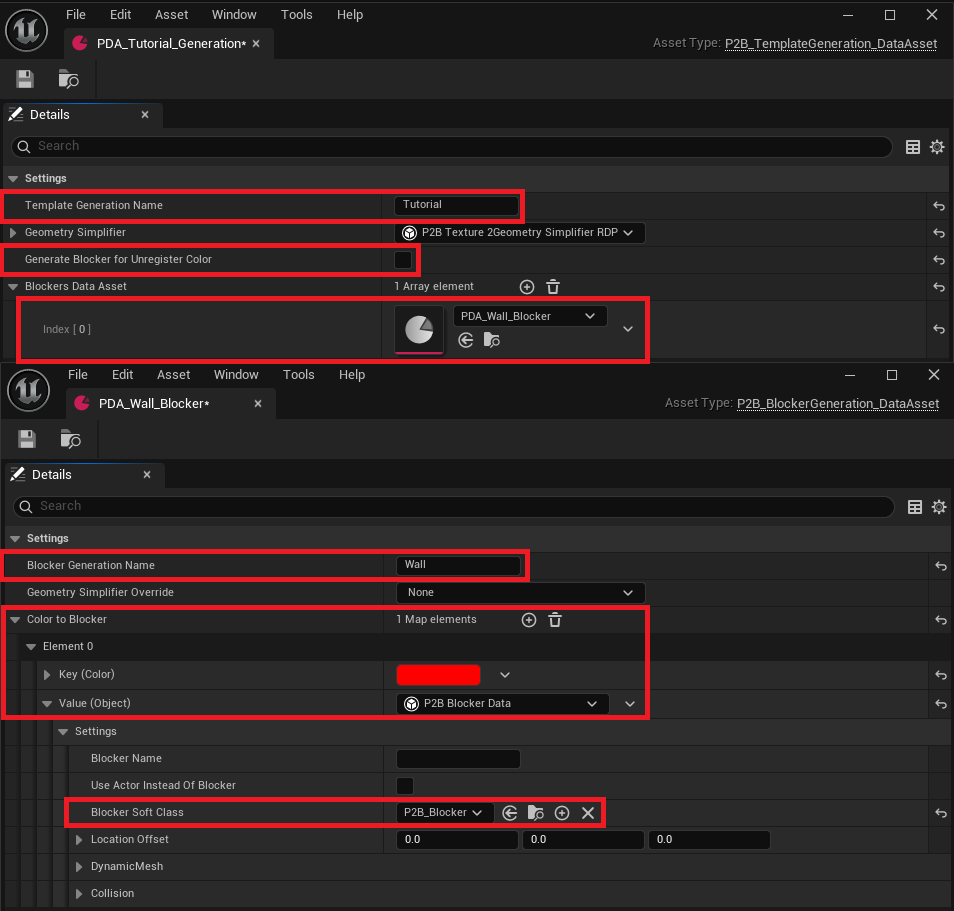 File Edit Asset Window Tools Help
PDA_Tutorial_Generation*
Asset Type: P2B_TemplateGeneration_DataAsset
Details
Search
Settings
Template Generation Name Tutorial
Geometry Simplifier P2B Texture 2Geometry Simplifier RDP
Generate Blocker for Unregister Color
Blockers Data Asset 1 Array element
Index [ 0 ] PDA_Wall_Blocker
File Edit Asset Window Tools Help
PDA_Wall_Blocker*
Asset Type: P2B_BlockerGeneration_DataAsset
Details
Search
Settings
Blocker Generation Name Wall
Geometry Simplifier Override None
Color to Blocker 1 Map elements
Element 0
Key (Color)
Value (Object) P2B Blocker Data
Settings
Blocker Name
Use Actor Instead Of Blocker
Blocker Soft Class P2B_Blocker
Location Offset 0.0 0.0 0.0
DynamicMesh
Collision